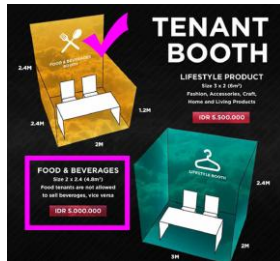 TENANT
BOOTH
LIFESTYLE PRODUCT
Size 3 x 2 (6m²)
Fashion, Accessories, Craft,
Home and Living Products
IDR 5.500.000
2.4M
FOOD & BEVERAGES
BOOTH
1.2M
2.4M
2M
FOOD & BEVERAGES
Size 2 x 2.4 (4.8m²)
Food tenants are not allowed
to sell beverages, vice versa
IDR 5.000.000
LIFESTYLE BOOTH
2.4M
2M
3M